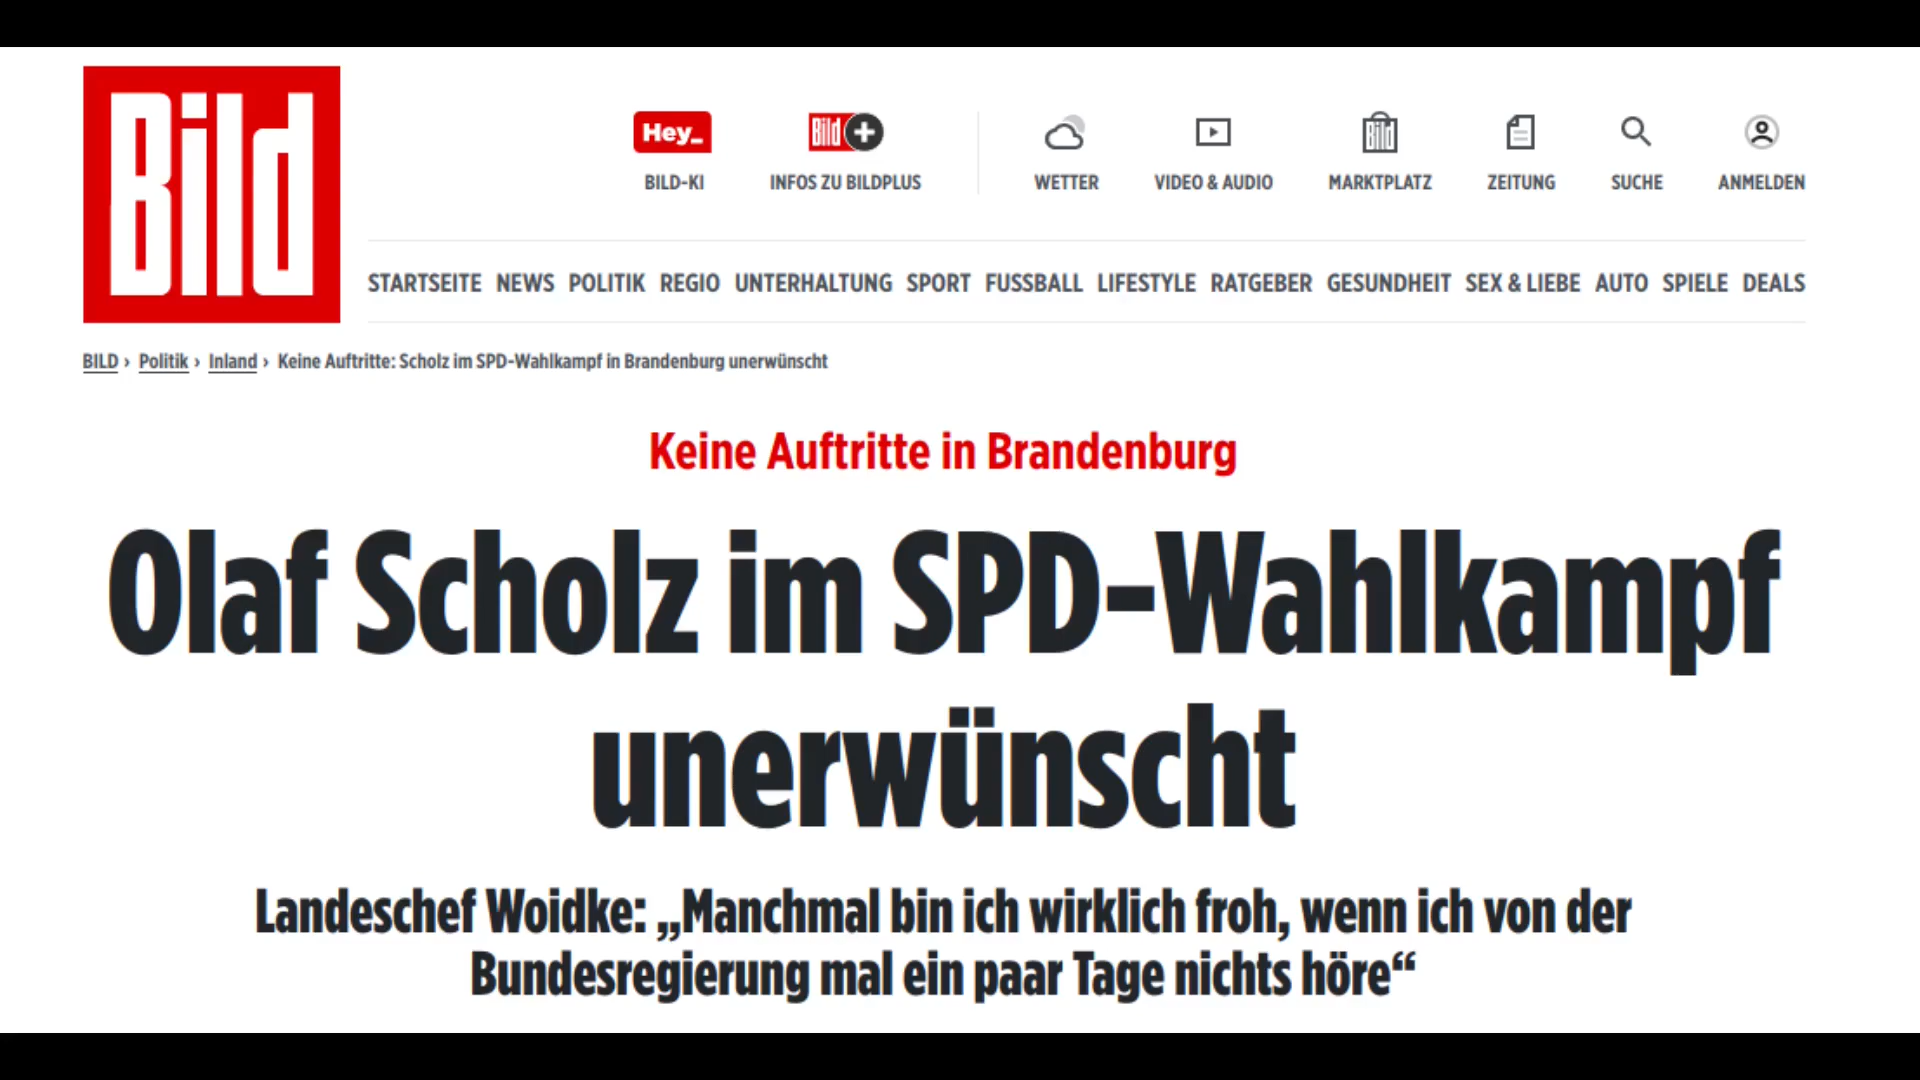 Bild
Hey_
Bild+
Bild
BILD-KI INFOS ZU BILDPLUS WETTER VIDEO & AUDIO MARKTPLATZ ZEITUNG SUCHE ANMELDEN
STARTSEITE NEWS POLITIK REGIO UNTERHALTUNG SPORT FUSSBALL LIFESTYLE RATGEBER GESUNDHEIT SEX & LIEBE AUTO SPIELE DEALS
BILD › Politik › Inland › Keine Auftritte: Scholz im SPD-Wahlkampf in Brandenburg unerwünscht
Keine Auftritte in Brandenburg
Olaf Scholz im SPD-Wahlkampf
unerwünscht
Landeschef Woidke: „Manchmal bin ich wirklich froh, wenn ich von der
Bundesregierung mal ein paar Tage nichts höre“